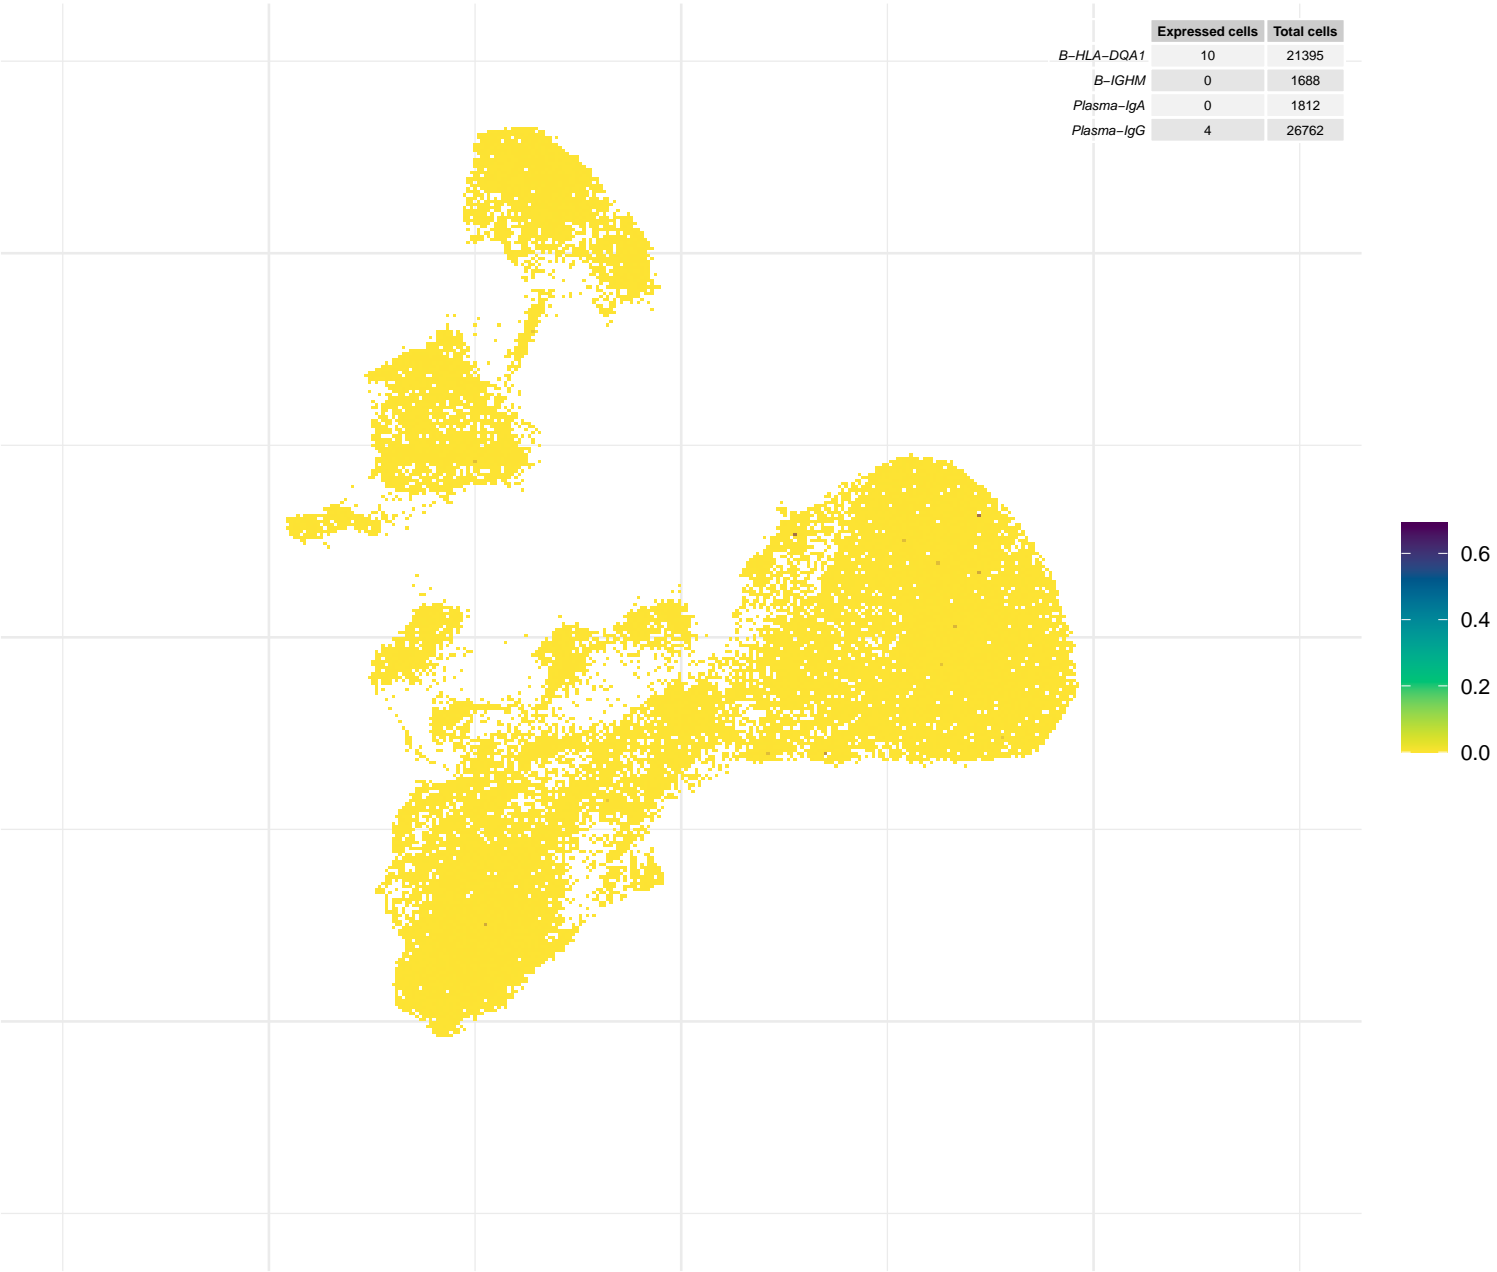 Expressed cells Total cells
B−HLA−DQA1 10 21395
B−IGHM 0 1688
Plasma−IgA 0 1812
Plasma−IgG 4 26762
0.6
0.4
0.2
0.0